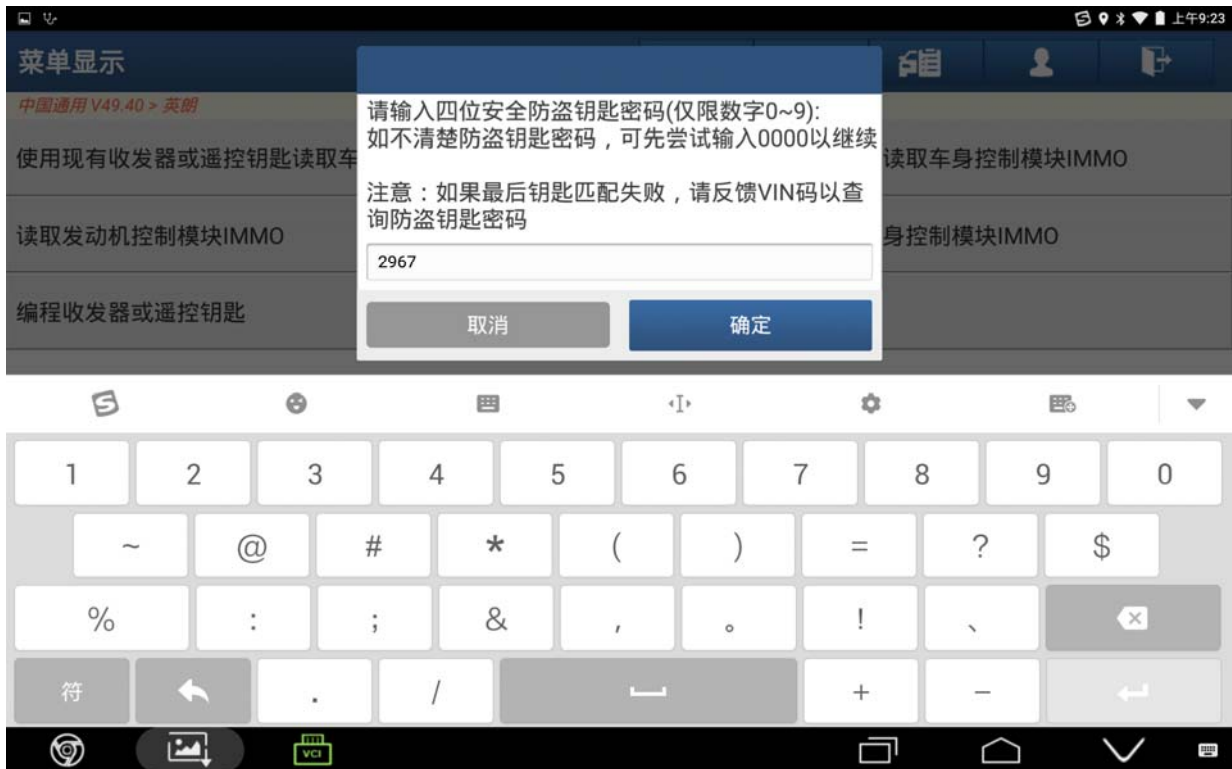 上午9:23
菜单显示
中国通用 V49.40 > 英朗
使用现有收发器或遥控钥匙读取车
读取车身控制模块IMMO
读取发动机控制模块IMMO
身控制模块IMMO
编程收发器或遥控钥匙
请输入四位安全防盗钥匙密码(仅限数字0~9):
如不清楚防盗钥匙密码，可先尝试输入0000以继续
注意：如果最后钥匙匹配失败，请反馈VIN码以查
询防盗钥匙密码
2967
取消 确定
1 2 3 4 5 6 7 8 9 0
~ @ # * ( ) = ? $
% : ; & , 。 ! 、
符 . / + −
VCI